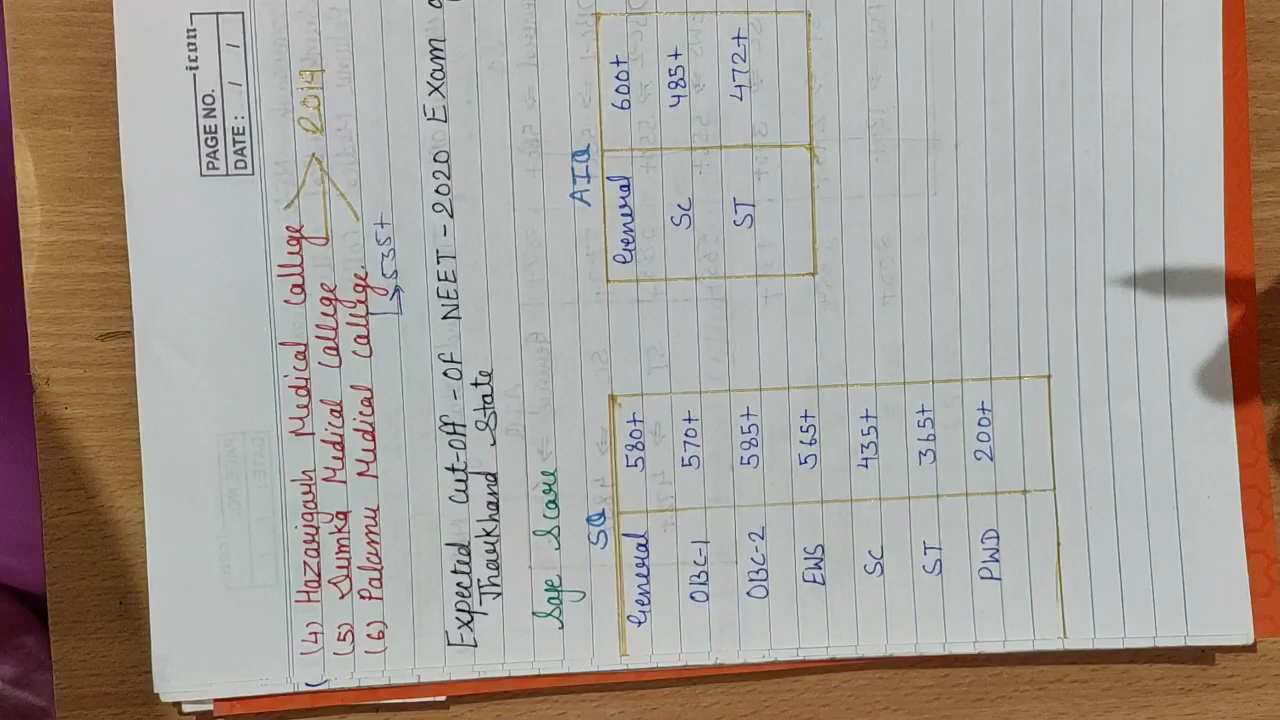 icon
PAGE NO.
DATE: / /
(4) Hazarigarh Medical College → 2019
(5) Dumka Medical College
(6) Palamu Medical College
↳ 535+
Expected Cut-Off - OF NEET - 2020 Exam
Jharkhand State
Safe Score
SQ
General 580+
OBC-1 570+
OBC-2 585+
EWS 565+
SC 435+
ST 365+
PWD 200+
AIQ
General 600+
SC 485+
ST 472+